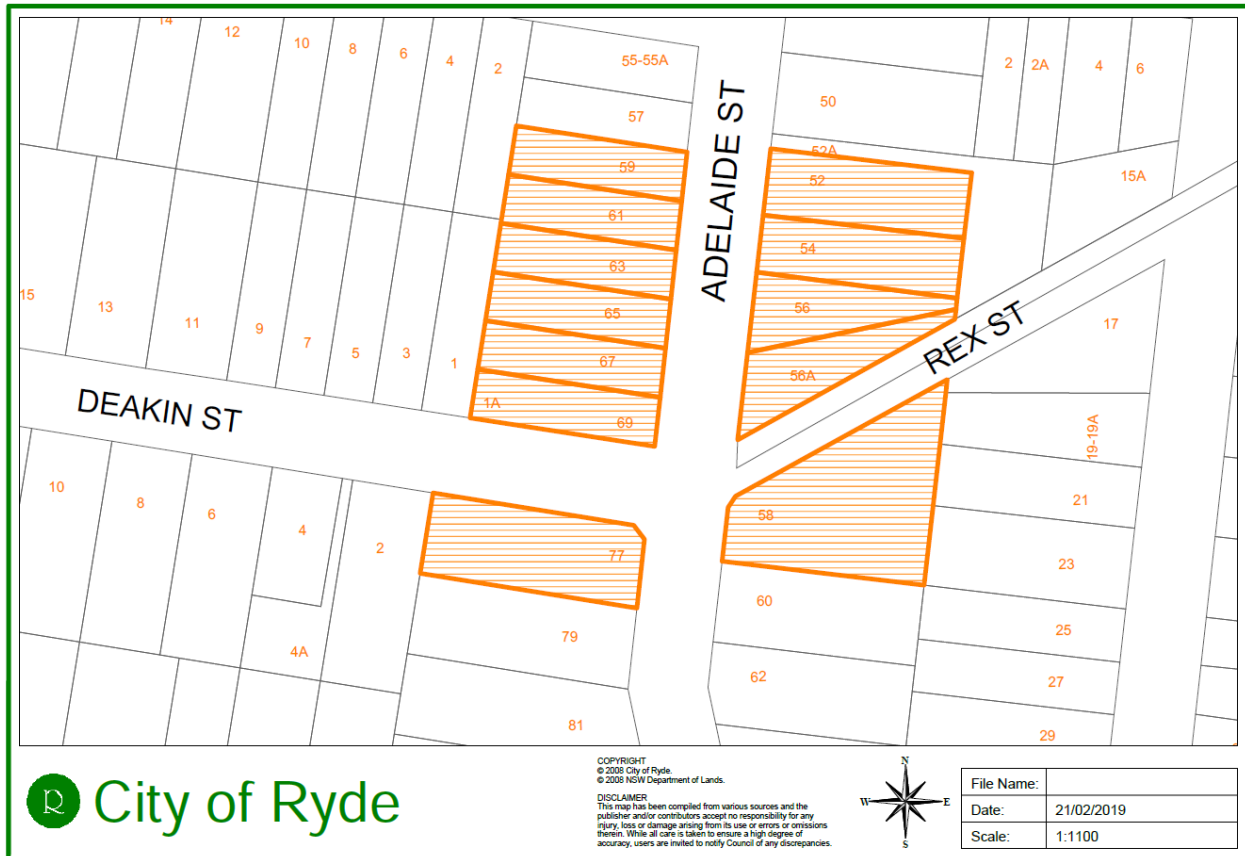 14
12
10
8
6
4
2
55-55A
57
59
61
63
65
67
69
1A
ADELAIDE ST
50
52A
52
54
56
56A
2
2A
4
6
15A
REX ST
17
19-19A
21
23
25
27
29
15
13
11
9
7
5
3
1
DEAKIN ST
10
8
6
4
2
4A
77
79
81
58
60
62
R City of Ryde
COPYRIGHT
© 2008 City of Ryde.
© 2008 NSW Department of Lands.
DISCLAIMER
This map has been compiled from various sources and the
publisher and/or contributors accept no responsibility for any
injury, loss or damage arising from its use or errors or omissions
therein. While all care is taken to ensure a high degree of
accuracy, users are invited to notify Council of any discrepancies.
N
W E
S
File Name:
Date: 21/02/2019
Scale: 1:1100